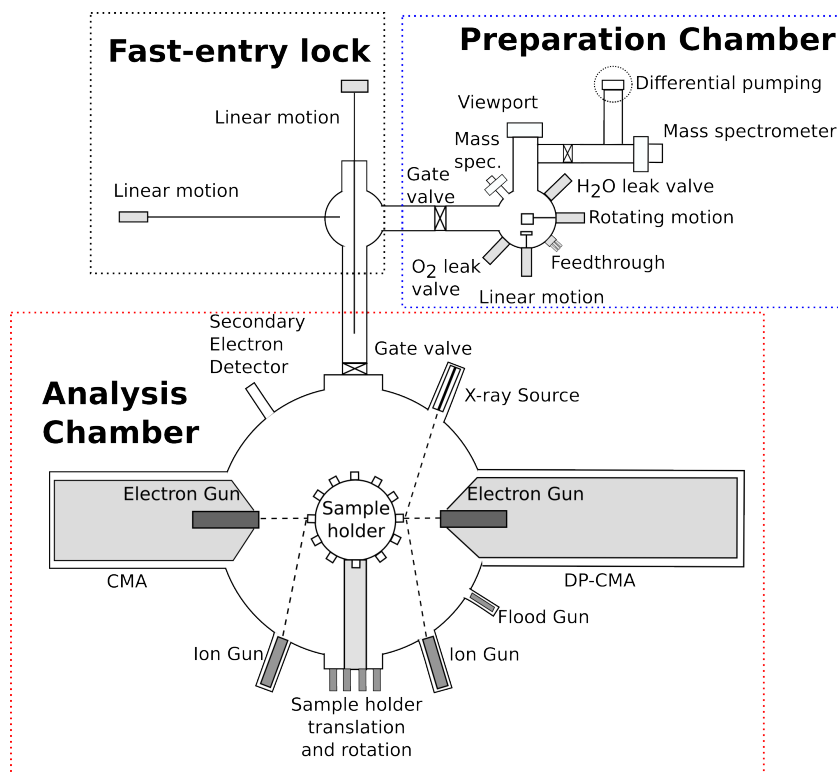 Fast-entry lock
Linear motion
Linear motion
Preparation Chamber
Differential pumping
Viewport
Mass spectrometer
Mass
spec.
Gate
valve
H2O leak valve
Rotating motion
O2 leak
valve
Feedthrough
Linear motion
Secondary
Electron
Detector
Gate valve
Analysis
Chamber
X-ray Source
Electron Gun
Sample
holder
Electron Gun
CMA
DP-CMA
Flood Gun
Ion Gun
Ion Gun
Sample holder
translation
and rotation